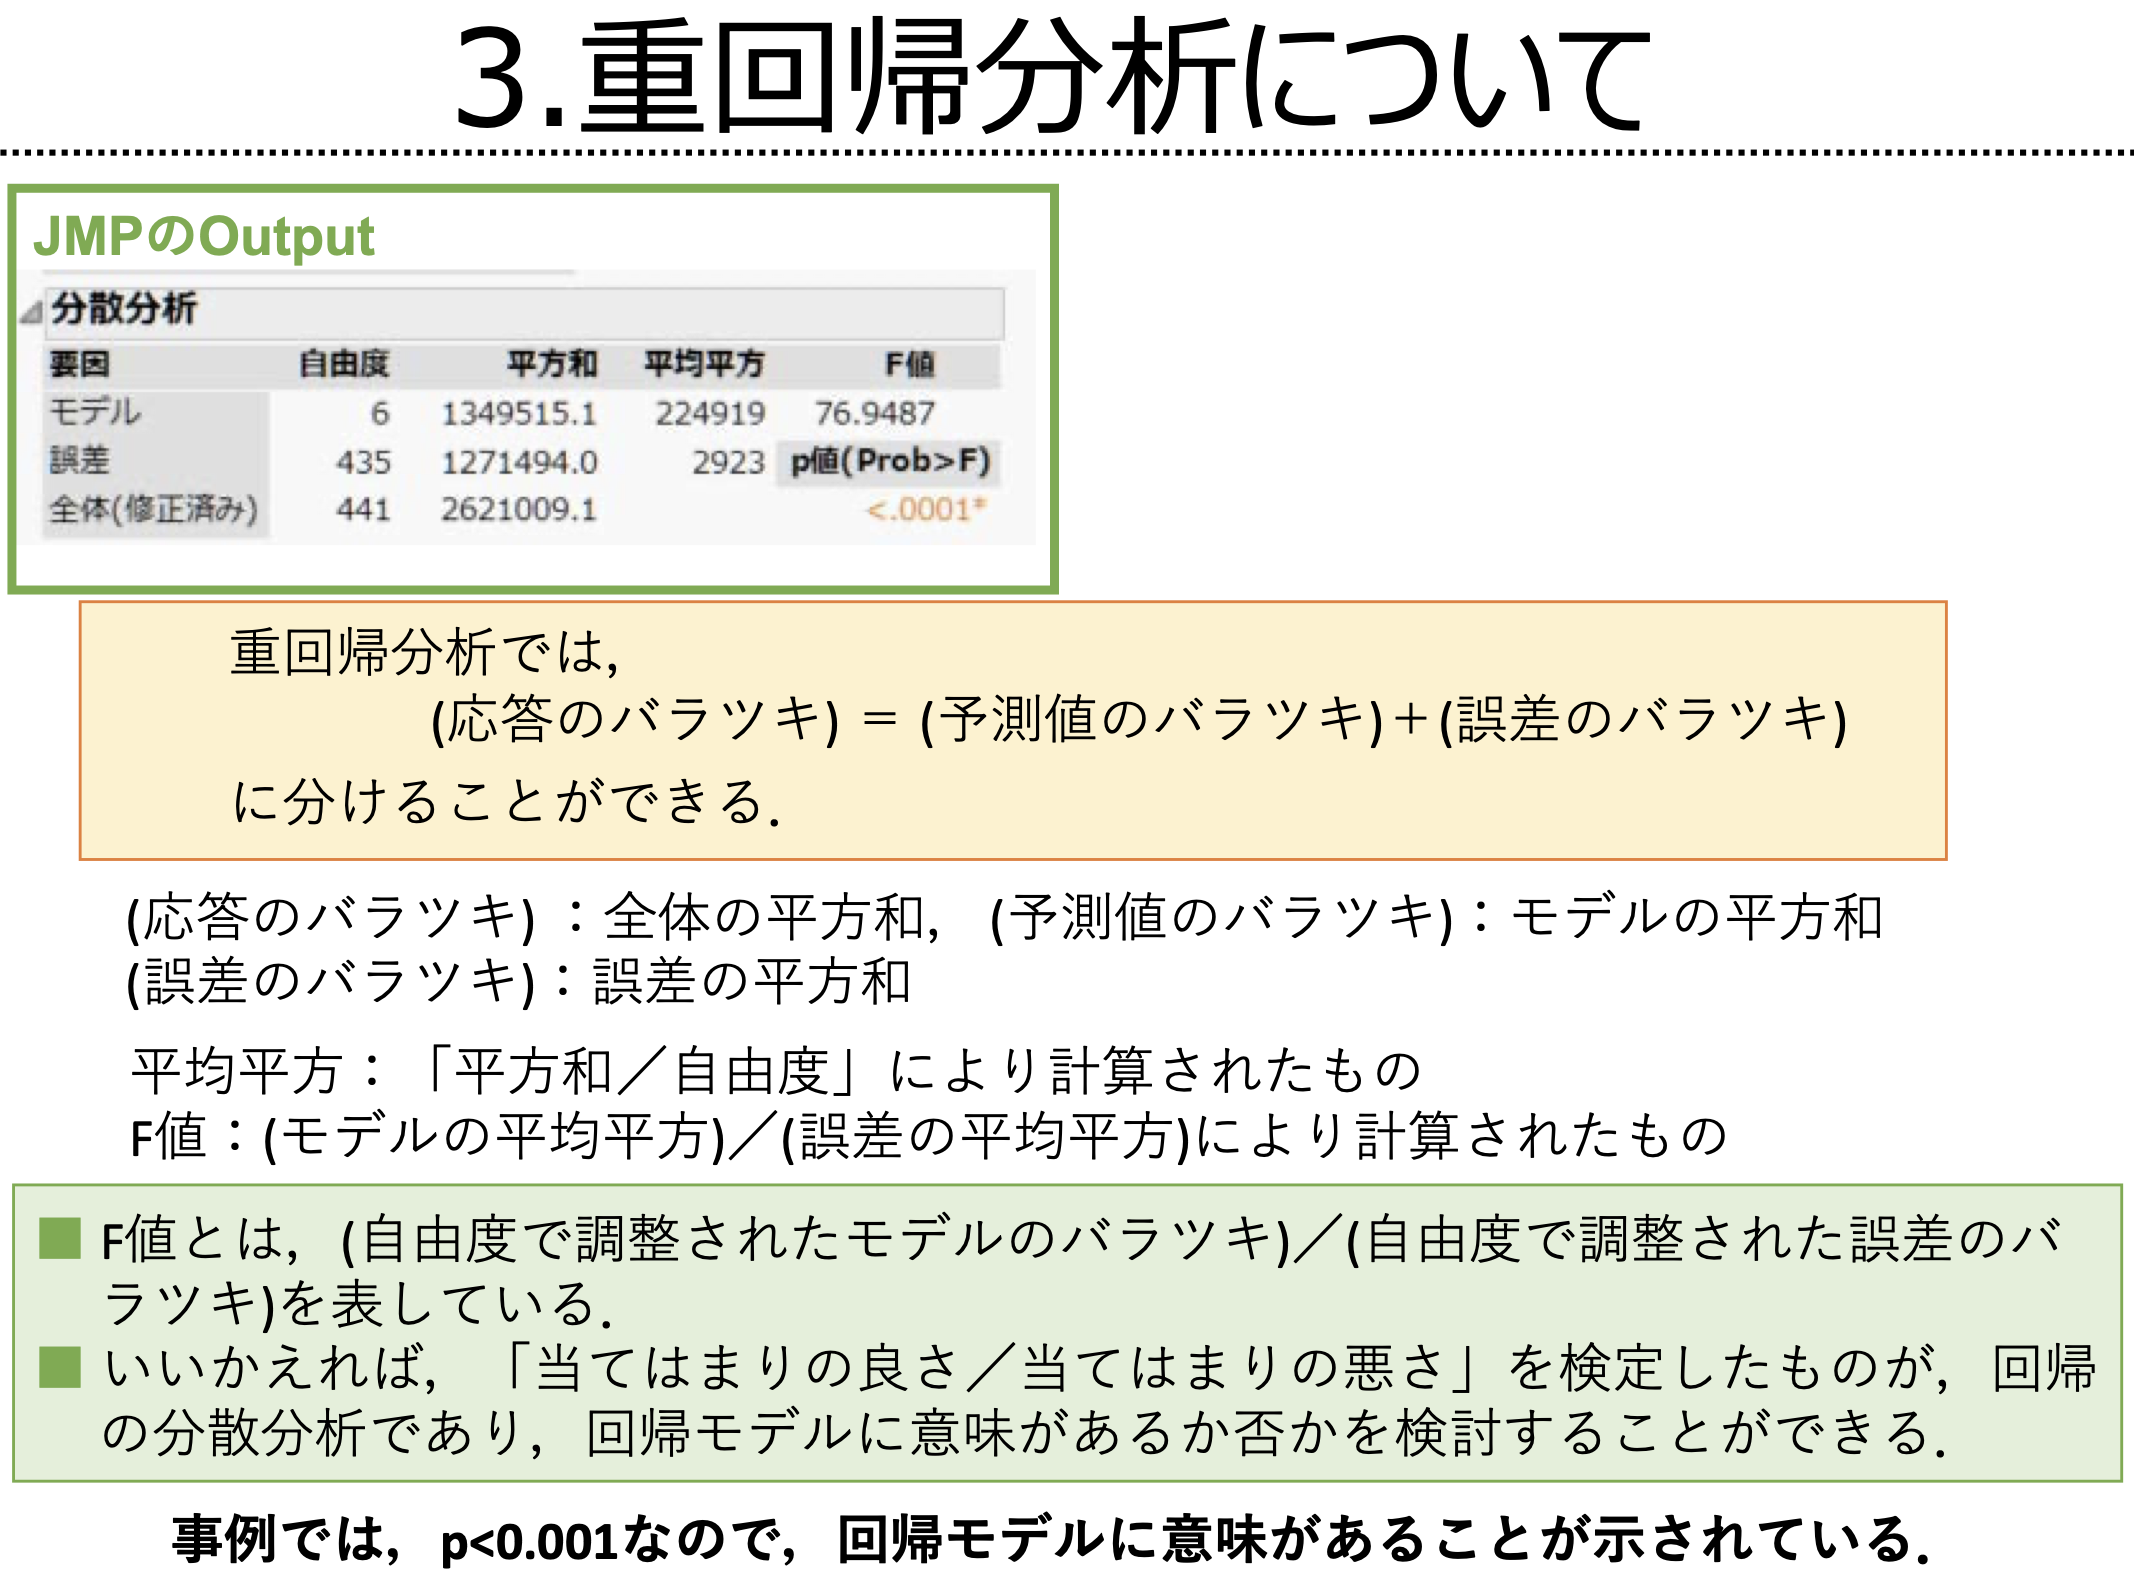 3.重回帰分析について
JMPのOutput
分散分析
要因 自由度 平方和 平均平方 F値
モデル 6 1349515.1 224919 76.9487
誤差 435 1271494.0 2923 p値(Prob>F)
全体(修正済み) 441 2621009.1 <.0001*
重回帰分析では,
(応答のバラツキ) = (予測値のバラツキ)+(誤差のバラツキ)
に分けることができる.
(応答のバラツキ)：全体の平方和, (予測値のバラツキ)：モデルの平方和
(誤差のバラツキ)：誤差の平方和
平均平方：「平方和／自由度」により計算されたもの
F値：(モデルの平均平方)／(誤差の平均平方)により計算されたもの
■ F値とは, (自由度で調整されたモデルのバラツキ)／(自由度で調整された誤差のバ
ラツキ)を表している.
■ いいかえれば, 「当てはまりの良さ／当てはまりの悪さ」を検定したものが, 回帰
の分散分析であり, 回帰モデルに意味があるか否かを検討することができる.
事例では, p<0.001なので, 回帰モデルに意味があることが示されている.